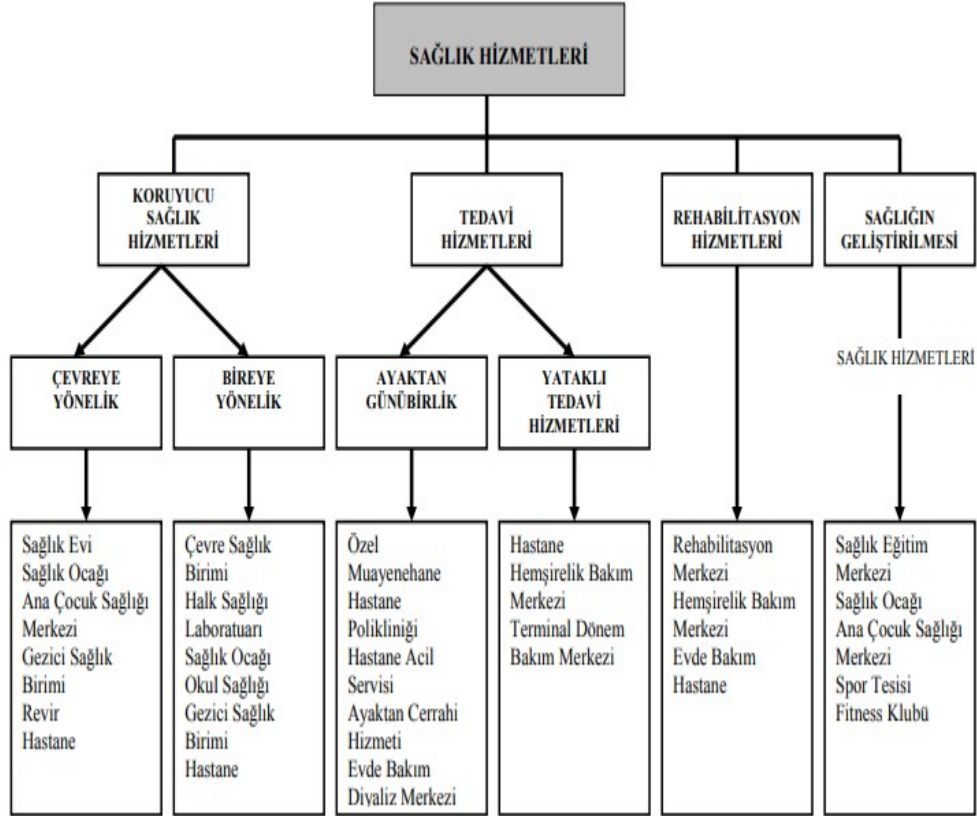 SAĞLIK HİZMETLERİ
KORUYUCU
SAĞLIK
HİZMETLERİ
TEDAVİ
HİZMETLERİ
REHABİLİTASYON
HİZMETLERİ
SAĞLIĞIN
GELİŞTİRİLMESİ
SAĞLIK HİZMETLERİ
ÇEVREYE
YÖNELİK
BİREYE
YÖNELİK
AYAKTAN
GÜNÜBİRLİK
YATAKLI
TEDAVİ
HİZMETLERİ
Sağlık Evi
Sağlık Ocağı
Ana Çocuk Sağlığı
Merkezi
Gezici Sağlık
Birimi
Revir
Hastane
Çevre Sağlık
Birimi
Halk Sağlığı
Laboratuarı
Sağlık Ocağı
Okul Sağlığı
Gezici Sağlık
Birimi
Hastane
Özel
Muayenehane
Hastane
Polikliniği
Hastane Acil
Servisi
Ayaktan Cerrahi
Hizmeti
Evde Bakım
Diyaliz Merkezi
Hastane
Hemşirelik Bakım
Merkezi
Terminal Dönem
Bakım Merkezi
Rehabilitasyon
Merkezi
Hemşirelik Bakım
Merkezi
Evde Bakım
Hastane
Sağlık Eğitim
Merkezi
Sağlık Ocağı
Ana Çocuk Sağlığı
Merkezi
Spor Tesisi
Fitness Klubü